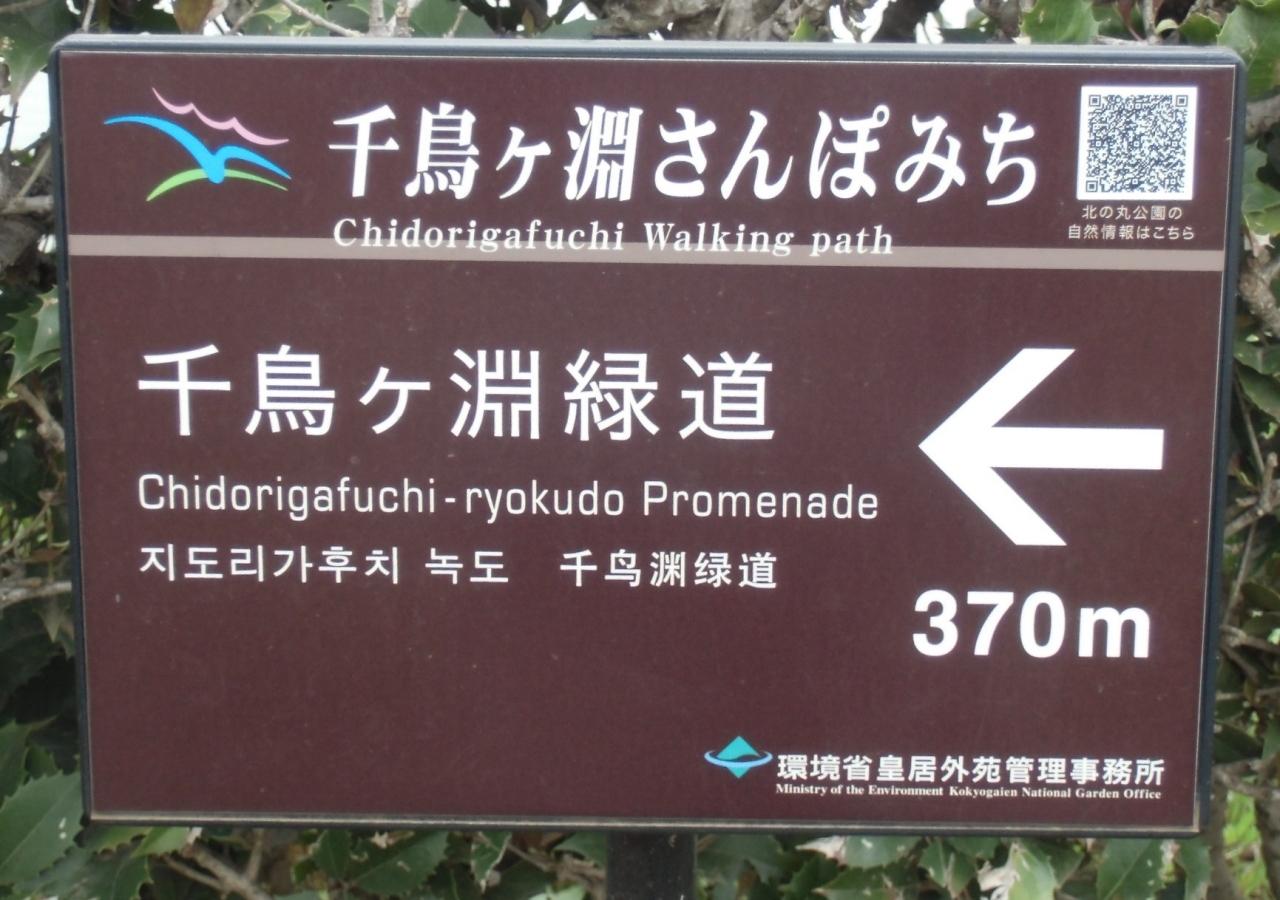 千鳥ヶ淵さんぽみち
Chidorigafuchi Walking path
北の丸公園の
自然情報はこちら
千鳥ヶ淵緑道
Chidorigafuchi-ryokudo Promenade
지도리가후치 녹도 千鸟渊绿道
370m
環境省皇居外苑管理事務所
Ministry of the Environment Kokyogaien National Garden Office